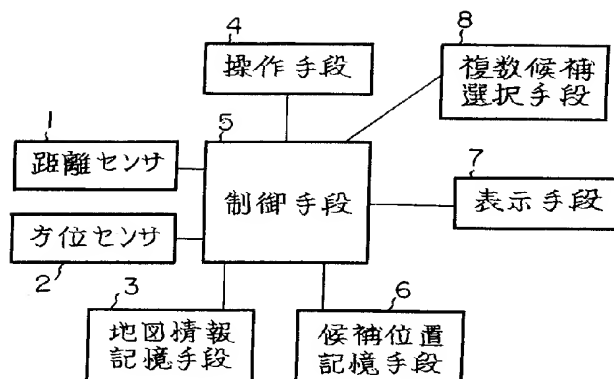 4
操作手段
8
複数候補
選択手段
1
距離センサ
5
制御手段
7
表示手段
方位センサ
2
3
地図情報
記憶手段
6
候補位置
記憶手段